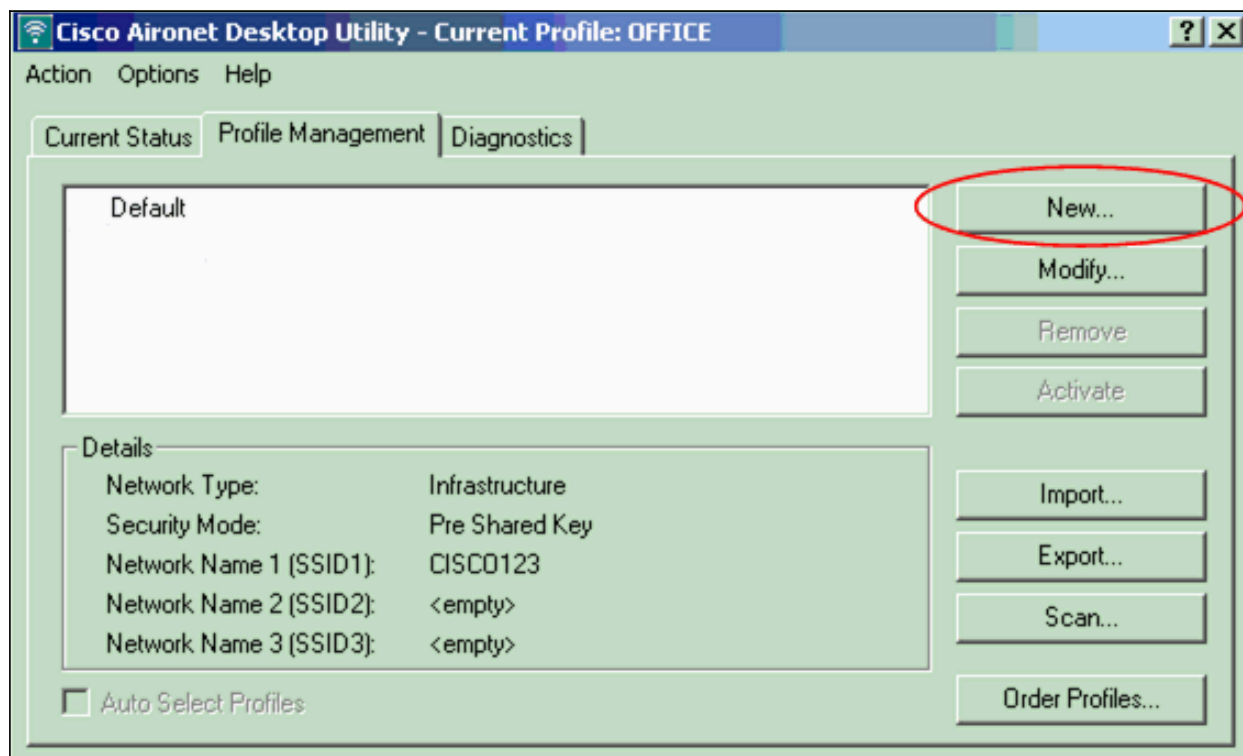 Cisco Aironet Desktop Utility - Current Profile: OFFICE
? X
Action Options Help
Current Status Profile Management Diagnostics
Default
New...
Modify...
Remove
Activate
Details
Network Type: Infrastructure
Security Mode: Pre Shared Key
Network Name 1 (SSID1): CISCO123
Network Name 2 (SSID2): <empty>
Network Name 3 (SSID3): <empty>
Import...
Export...
Scan...
Auto Select Profiles
Order Profiles...